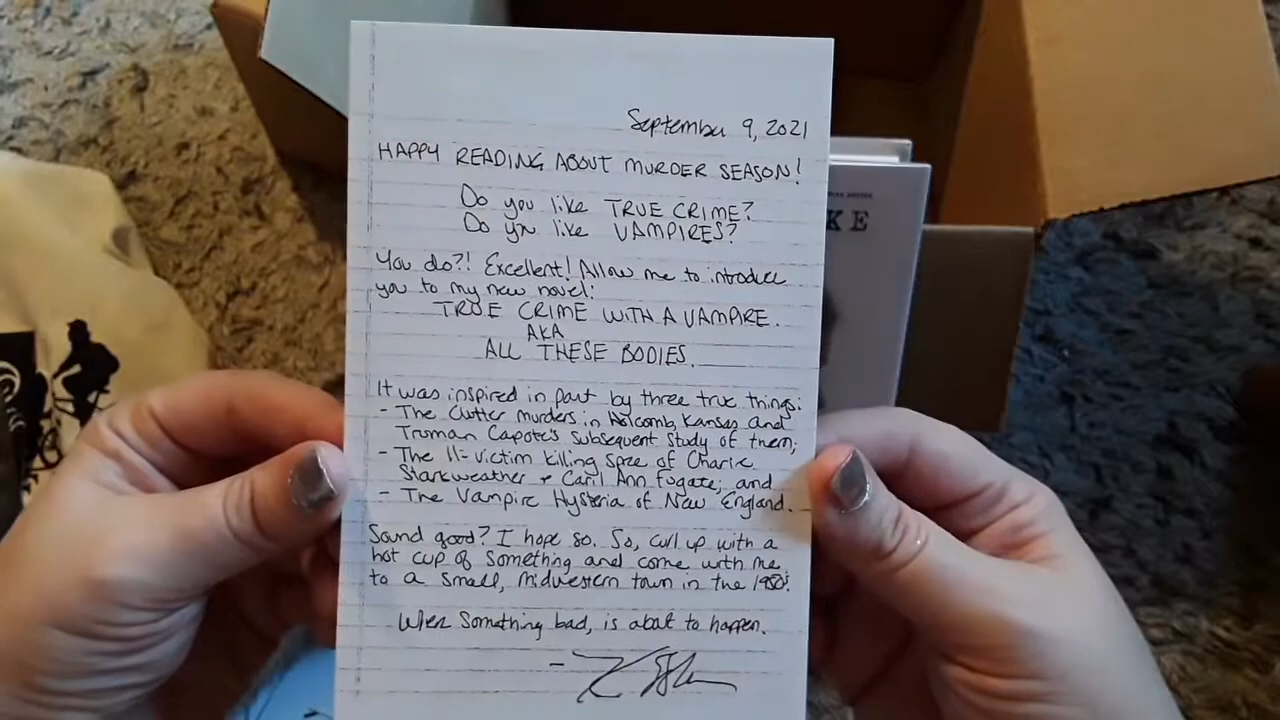 September 9, 2021
HAPPY READING ABOUT MURDER SEASON!
Do you like TRUE CRIME?
Do you like VAMPIRES?
You do?! Excellent! Allow me to introduce
you to my new novel:
TRUE CRIME WITH A VAMPIRE.
AKA
ALL THESE BODIES.
It was inspired in part by three true things:
- The Clutter murders in Holcomb, Kansas and
Truman Capote's subsequent study of them;
- The 11-victim killing spree of Charlie
Starkweather + Caril Ann Fugate; and
- The Vampire Hysteria of New England.
Sound good? I hope so. So, curl up with a
hot cup of something and come with me
to a small, midwestern town in the 1950s.
Where something bad, is about to happen.
KE